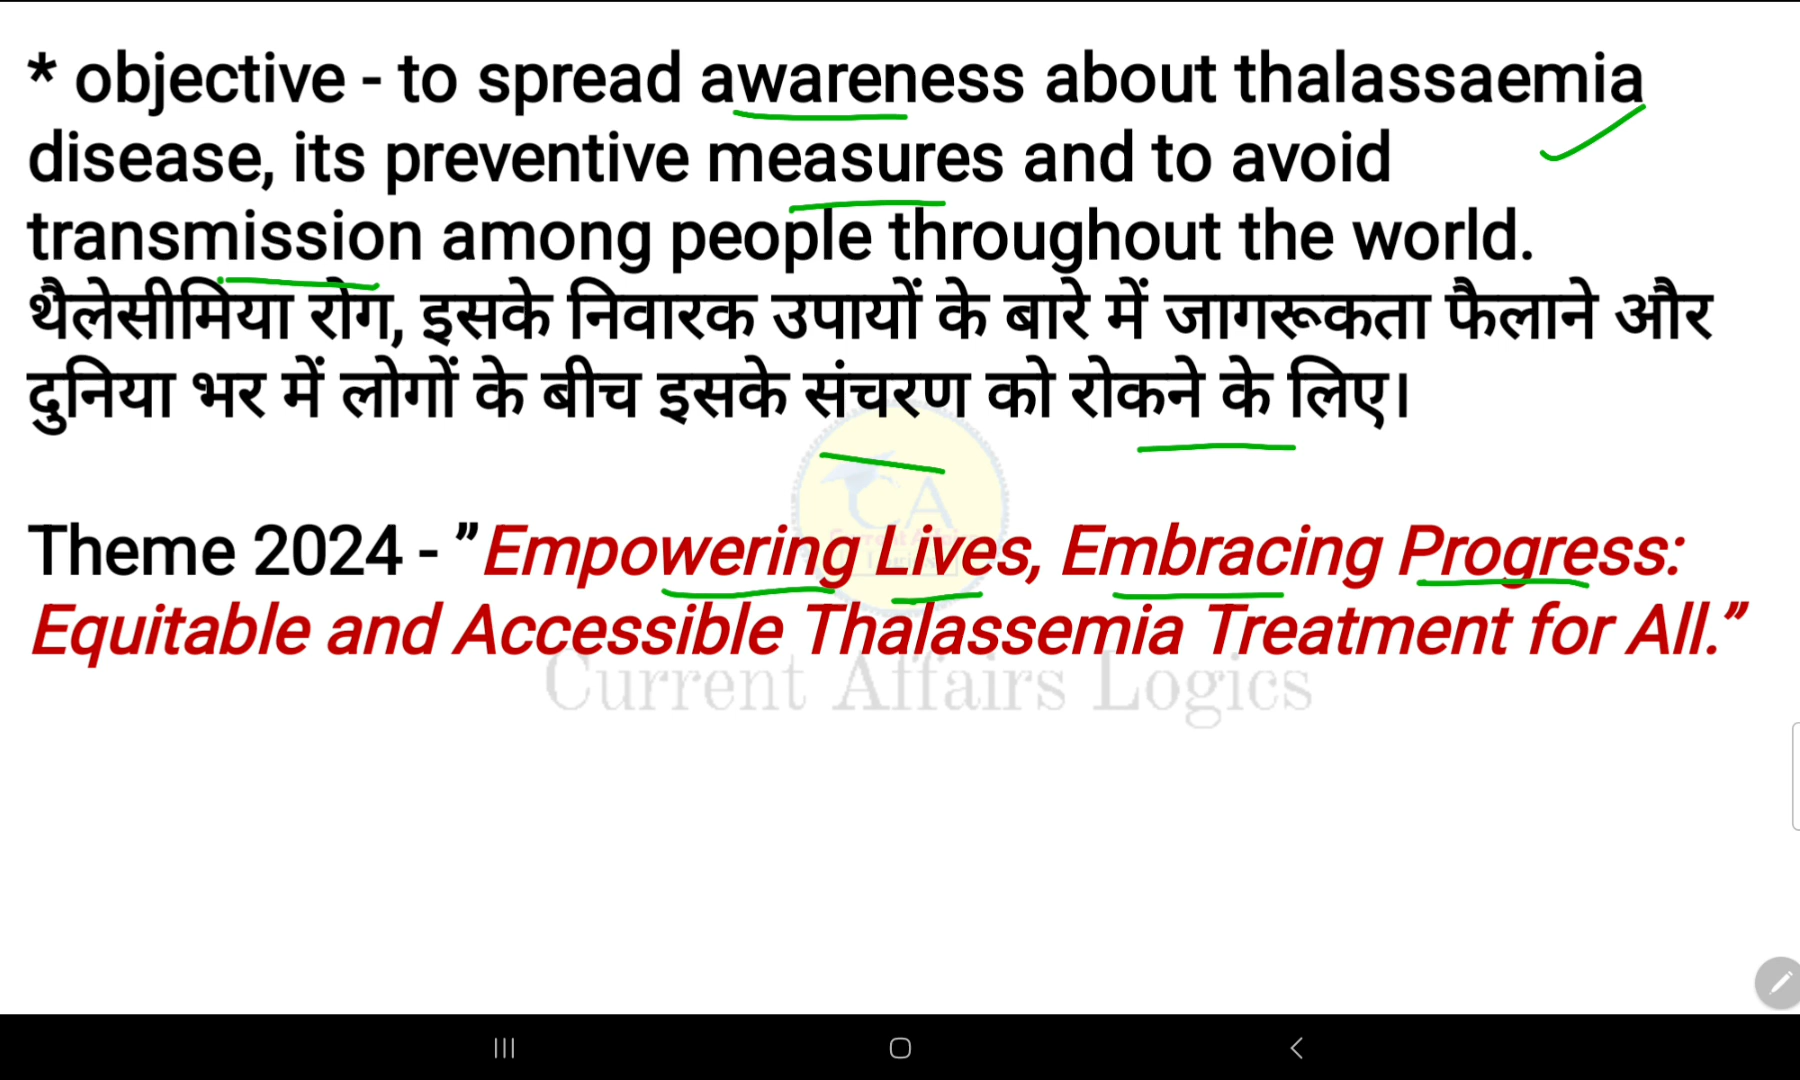 * objective - to spread awareness about thalassaemia
disease, its preventive measures and to avoid
transmission among people throughout the world.
थैलेसीमिया रोग, इसके निवारक उपायों के बारे में जागरूकता फैलाने और
दुनिया भर में लोगों के बीच इसके संचरण को रोकने के लिए।
Theme 2024 - ”Empowering Lives, Embracing Progress:
Equitable and Accessible Thalassemia Treatment for All.”
CA
Current Affairs Logics